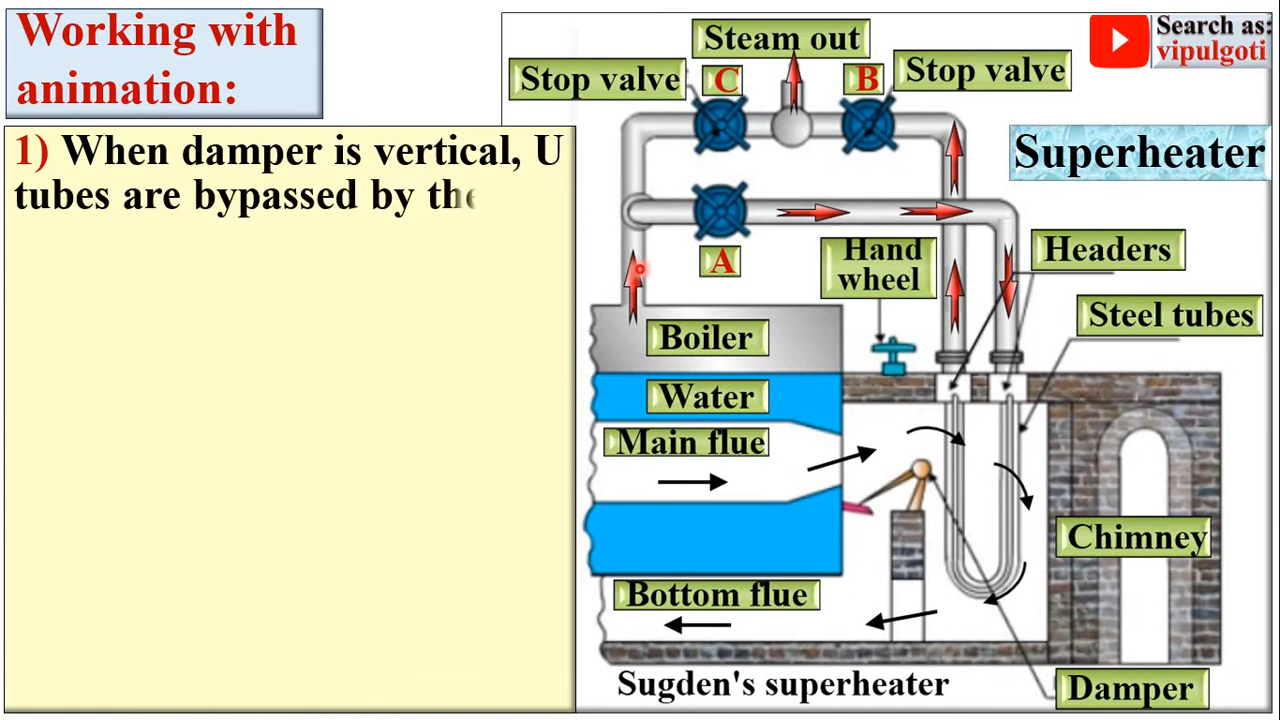 Working with
animation:
1) When damper is vertical, U
tubes are bypassed by the
Steam out
Stop valve
C
B
Stop valve
Search as:
vipulgoti
Superheater
A
Hand
wheel
Headers
Steel tubes
Boiler
Water
Main flue
Chimney
Bottom flue
Sugden's superheater
Damper